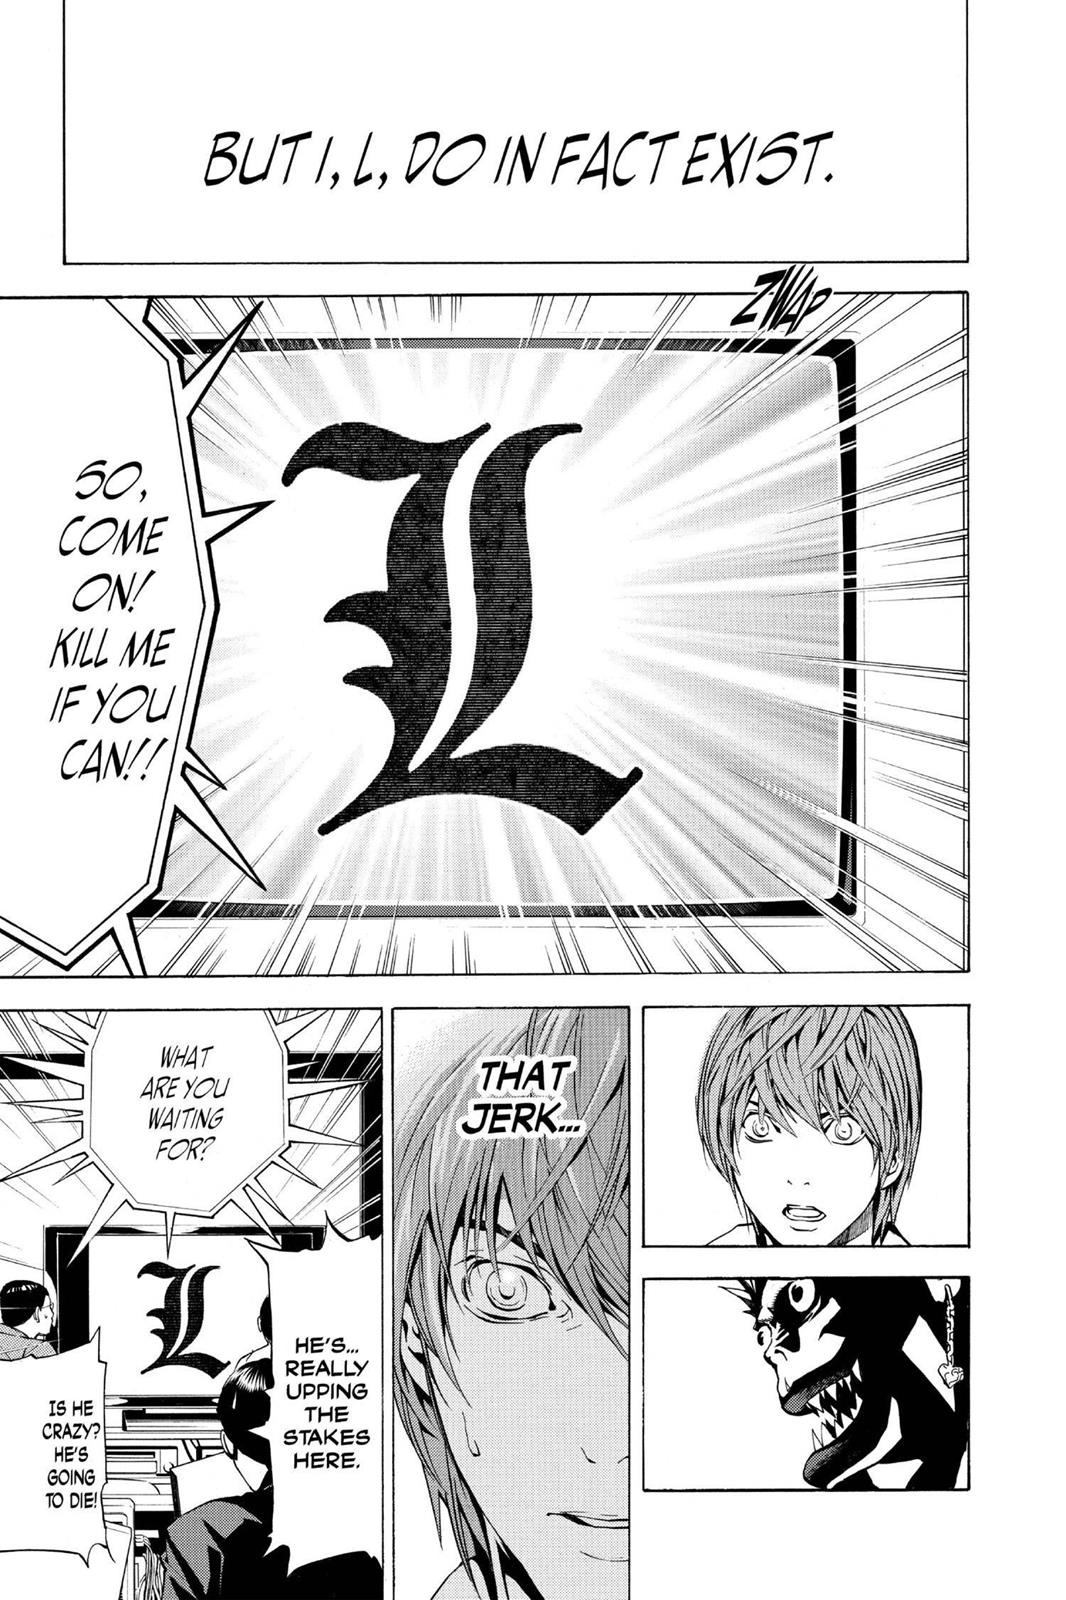 BUT I, L, DO IN FACT EXIST.
Z-WAP
L
SO,
COME
ON!
KILL ME
IF YOU
CAN!!
THAT
JERK...
WHAT
ARE YOU
WAITING
FOR?
L
HE'S...
REALLY
UPPING
THE
STAKES
HERE.
IS HE
CRAZY?
HE'S
GOING
TO DIE!